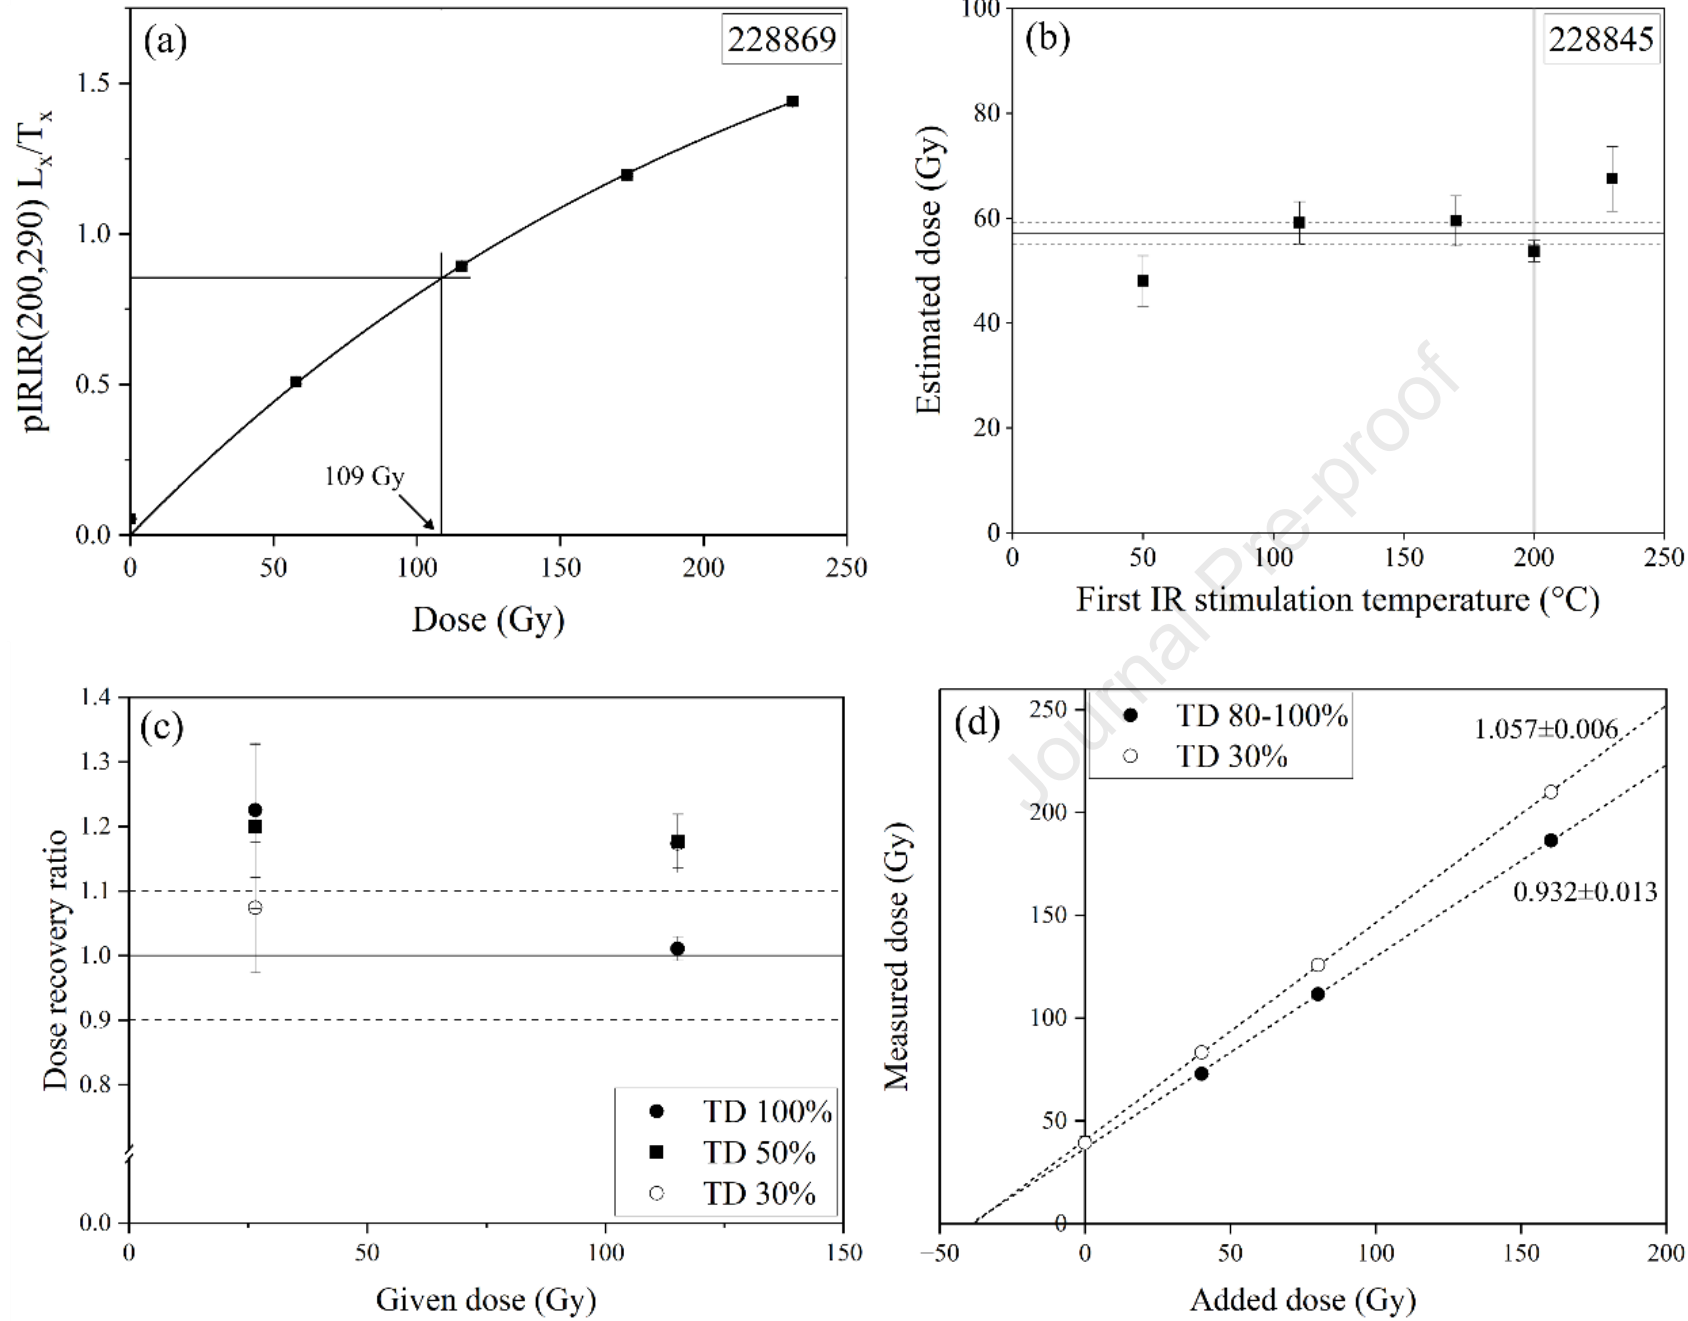 (a)
228869
pIRIR(200,290) Lx/Tx
1.5
1.0
0.5
0.0
109 Gy
0
50
100
150
200
250
Dose (Gy)
(b)
228845
Estimated dose (Gy)
100
80
60
40
20
0
0
50
100
150
200
250
First IR stimulation temperature (°C)
Journal Pre-proof
(c)
Dose recovery ratio
1.4
1.3
1.2
1.1
1.0
0.9
0.8
0.0
TD 100%
TD 50%
TD 30%
0
50
100
150
Given dose (Gy)
(d)
TD 80-100%
TD 30%
1.057±0.006
0.932±0.013
Measured dose (Gy)
250
200
150
100
50
0
−50
0
50
100
150
200
Added dose (Gy)